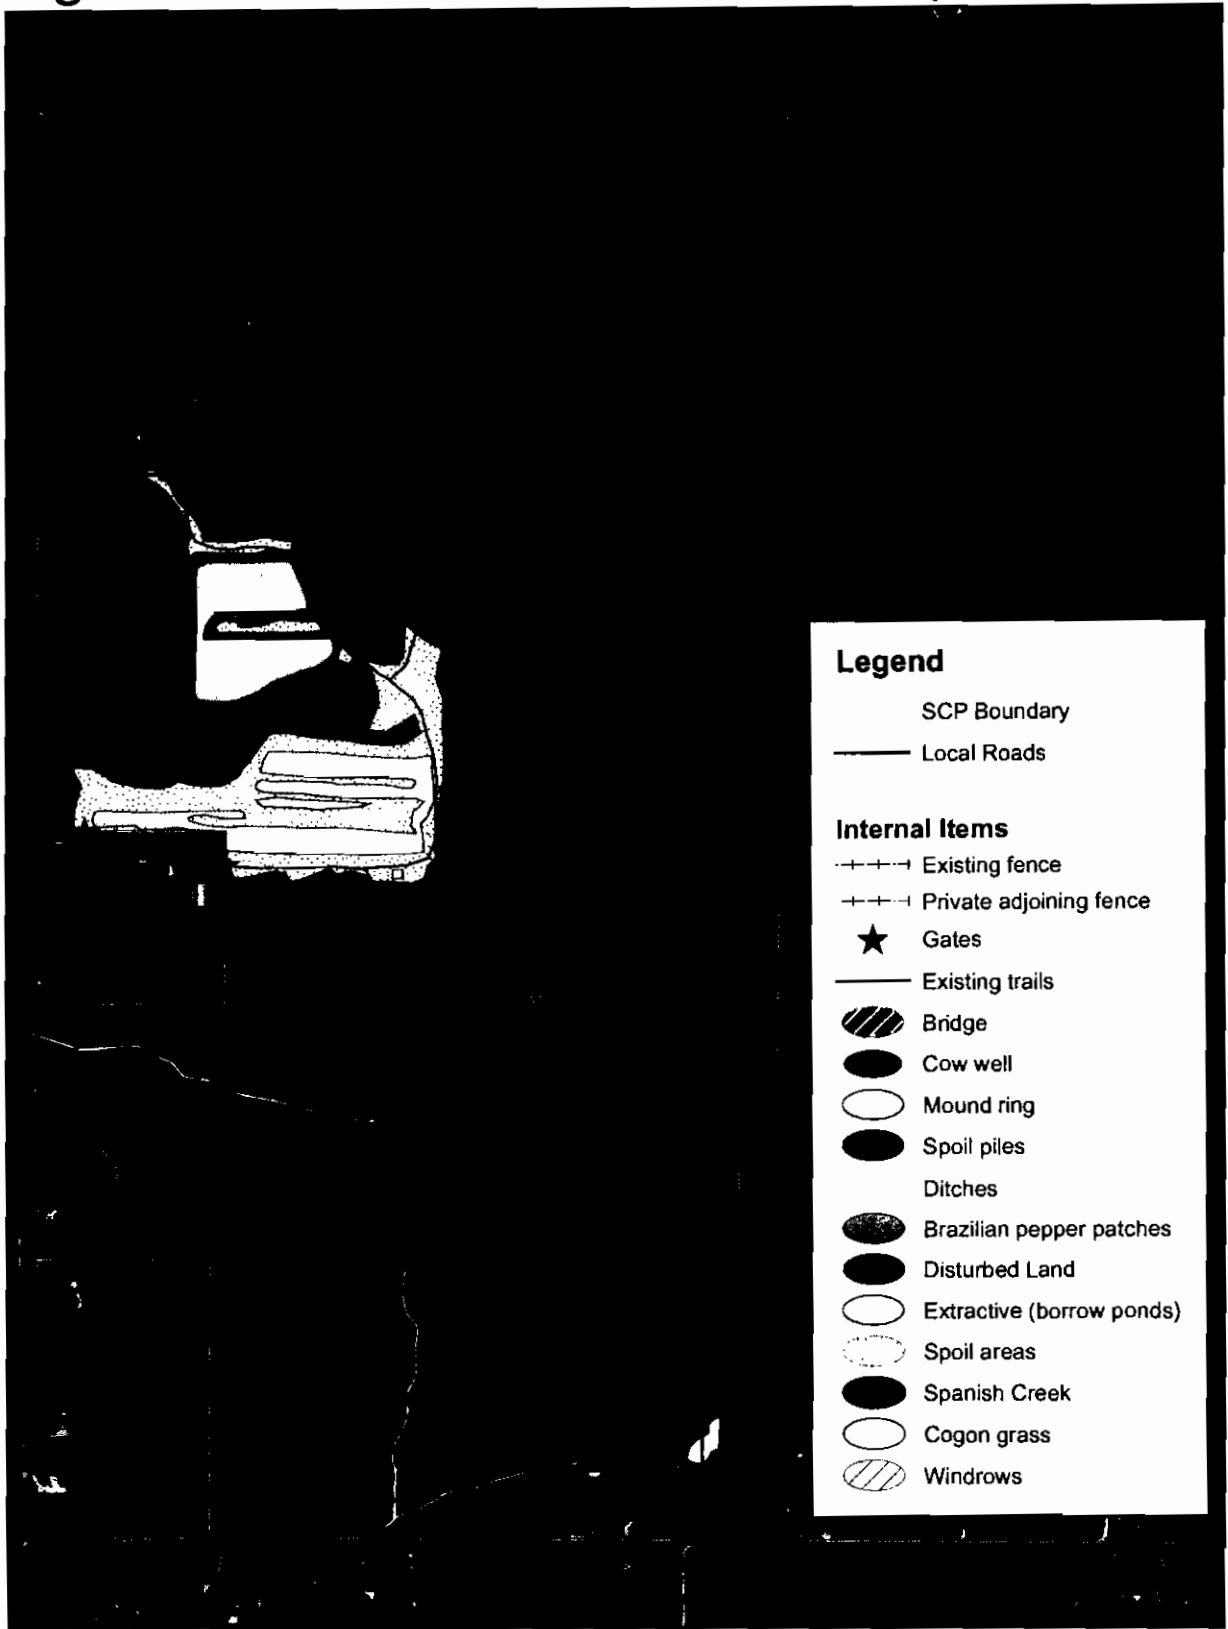 Legend
SCP Boundary
Local Roads
Internal Items
Existing fence
Private adjoining fence
Gates
Existing trails
Bridge
Cow well
Mound ring
Spoil piles
Ditches
Brazilian pepper patches
Disturbed Land
Extractive (borrow ponds)
Spoil areas
Spanish Creek
Cogon grass
Windrows